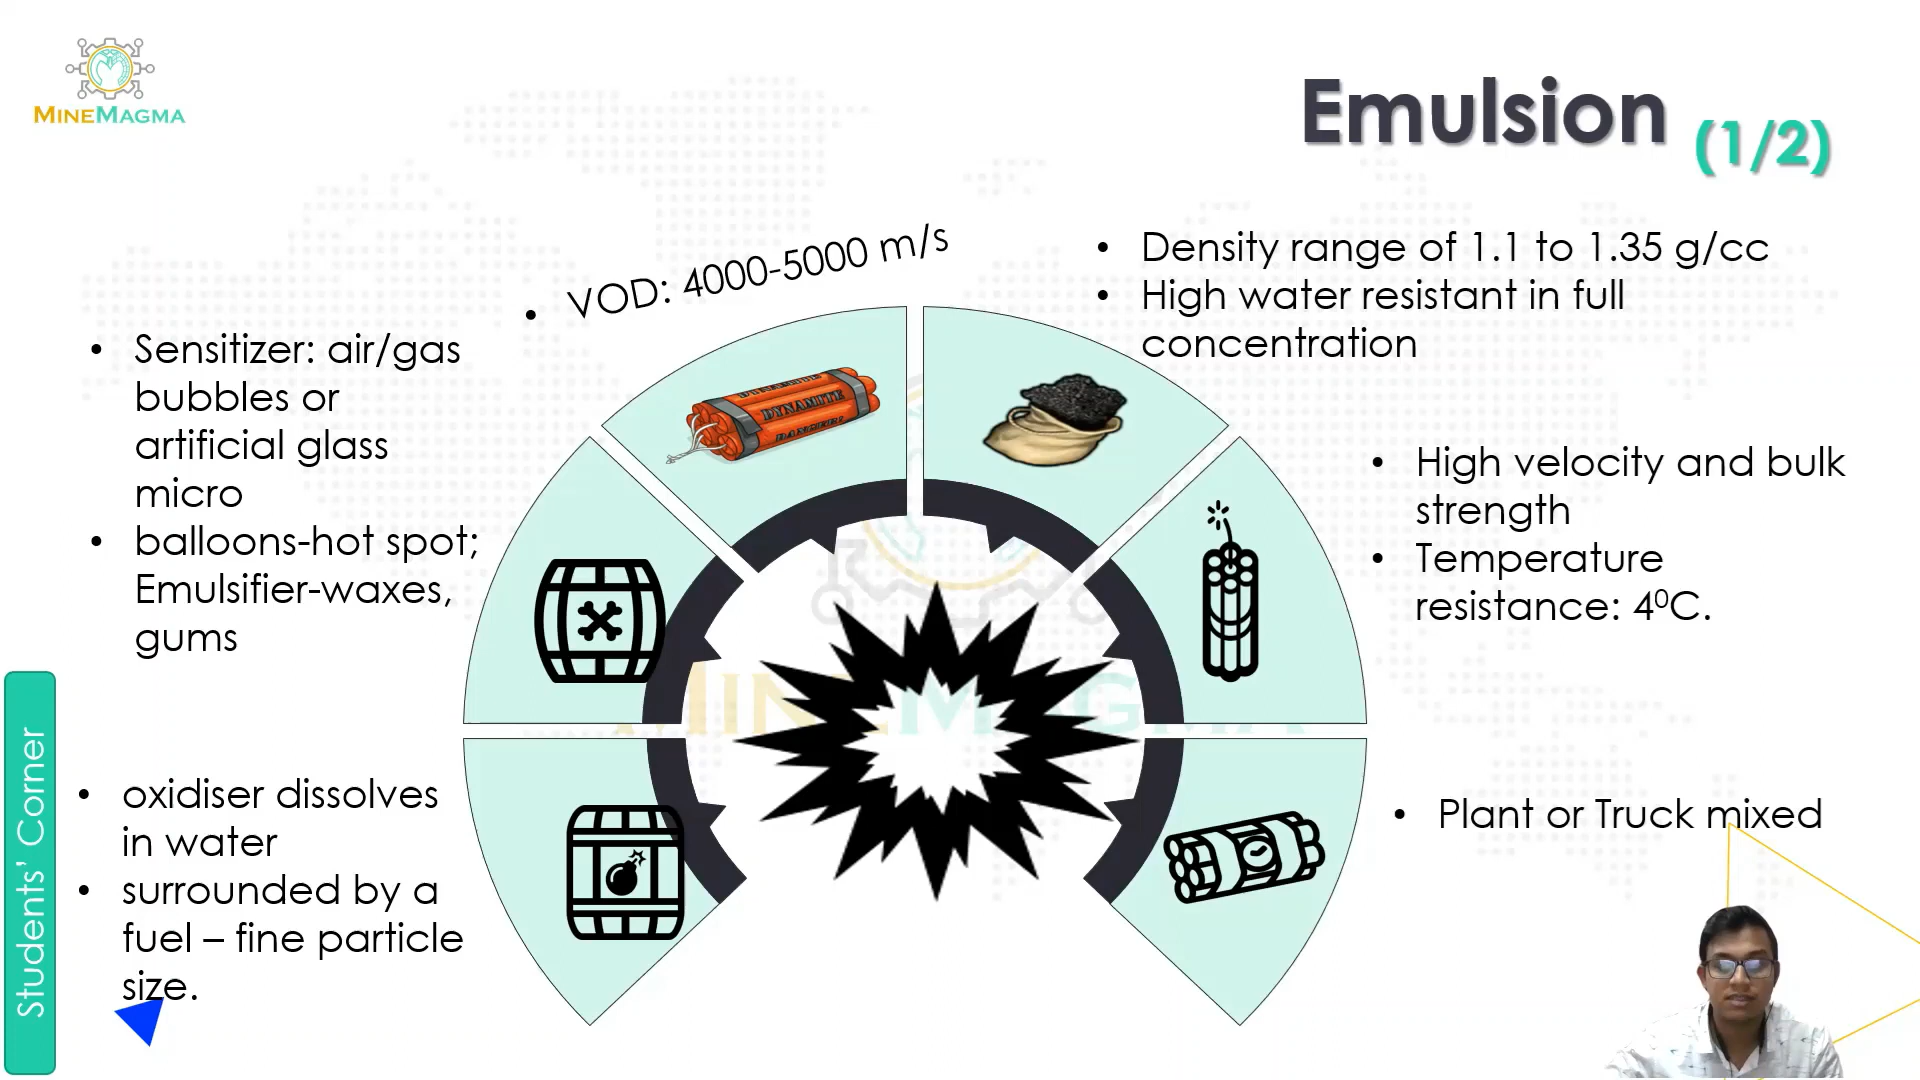 MINEMAGMA
Emulsion (1/2)
• VOD: 4000-5000 m/s
• Density range of 1.1 to 1.35 g/cc
• High water resistant in full
concentration
• Sensitizer: air/gas
bubbles or
artificial glass
micro
• balloons-hot spot;
Emulsifier-waxes,
gums
DYNAMITE
DYNAMITE
DANGER!
• High velocity and bulk
strength
• Temperature
resistance: 4⁰C.
MINEMAGMA
• oxidiser dissolves
in water
• surrounded by a
fuel – fine particle
size.
• Plant or Truck mixed
Students’ Corner